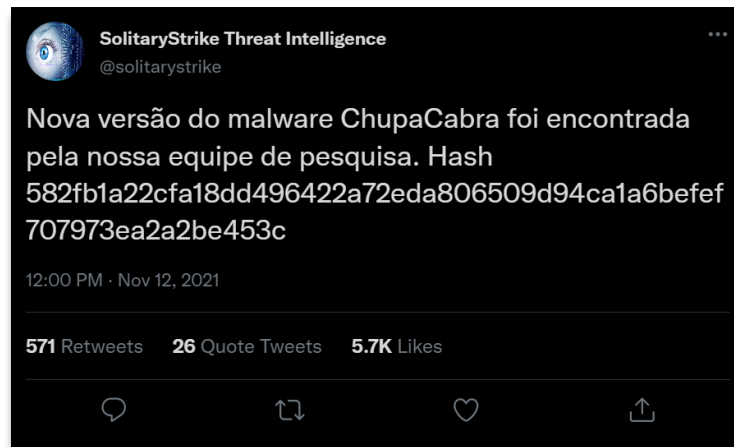 SolitaryStrike Threat Intelligence
@solitarystrike
Nova versão do malware ChupaCabra foi encontrada
pela nossa equipe de pesquisa. Hash
582fb1a22cfa18dd496422a72eda806509d94ca1a6befef
707973ea2a2be453c
12:00 PM · Nov 12, 2021
571 Retweets 26 Quote Tweets 5.7K Likes